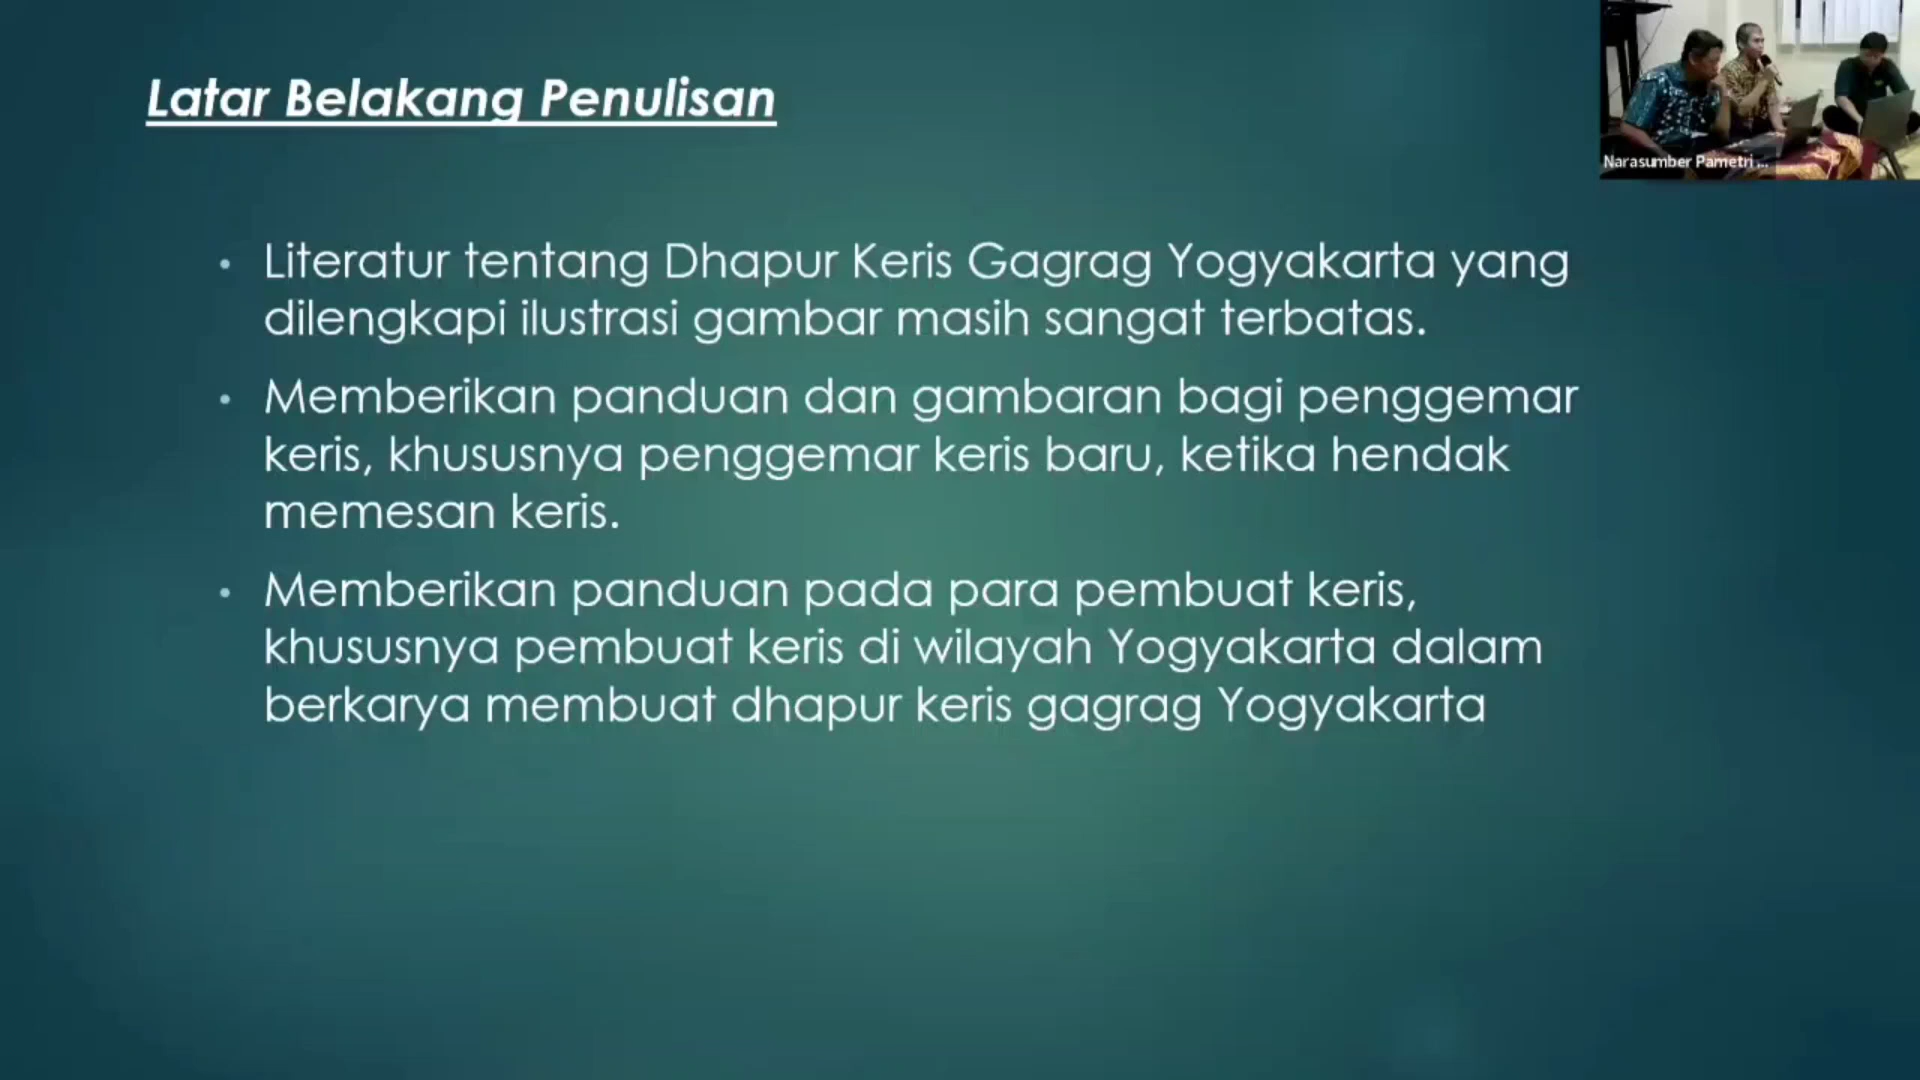 Latar Belakang Penulisan
Narasumber Pametri ...
• Literatur tentang Dhapur Keris Gagrag Yogyakarta yang
dilengkapi ilustrasi gambar masih sangat terbatas.
• Memberikan panduan dan gambaran bagi penggemar
keris, khususnya penggemar keris baru, ketika hendak
memesan keris.
• Memberikan panduan pada para pembuat keris,
khususnya pembuat keris di wilayah Yogyakarta dalam
berkarya membuat dhapur keris gagrag Yogyakarta